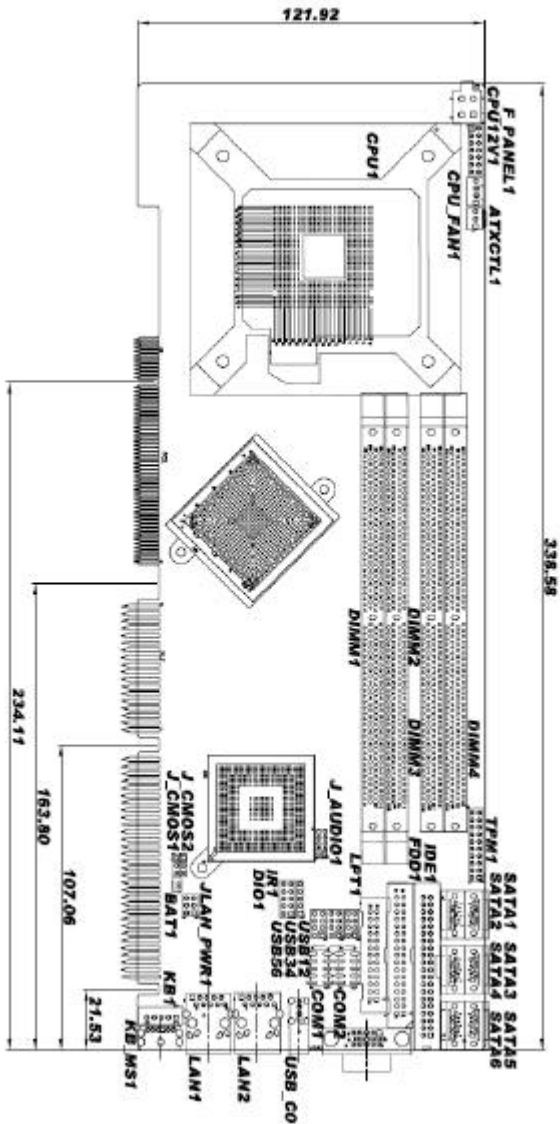 121.92
F_PANEL1
CPU12V1
ATXCTL1
CPU_FAN1
CPU1
338.58
DIMM1
DIMM2
DIMM3
DIMM4
234.11
163.80
107.06
21.53
J_CMOS2
J_CMOS1
J_AUDIO1
TPM1
IDE1
FDD1
LPT1
SATA1
SATA2
SATA3
SATA4
SATA5
SATA6
IR1
DIO1
USB12
USB34
USB56
JLAN_PWR1
BAT1
COM2
COM1
KB1
KB_MS1
LAN1
LAN2
USB_CO